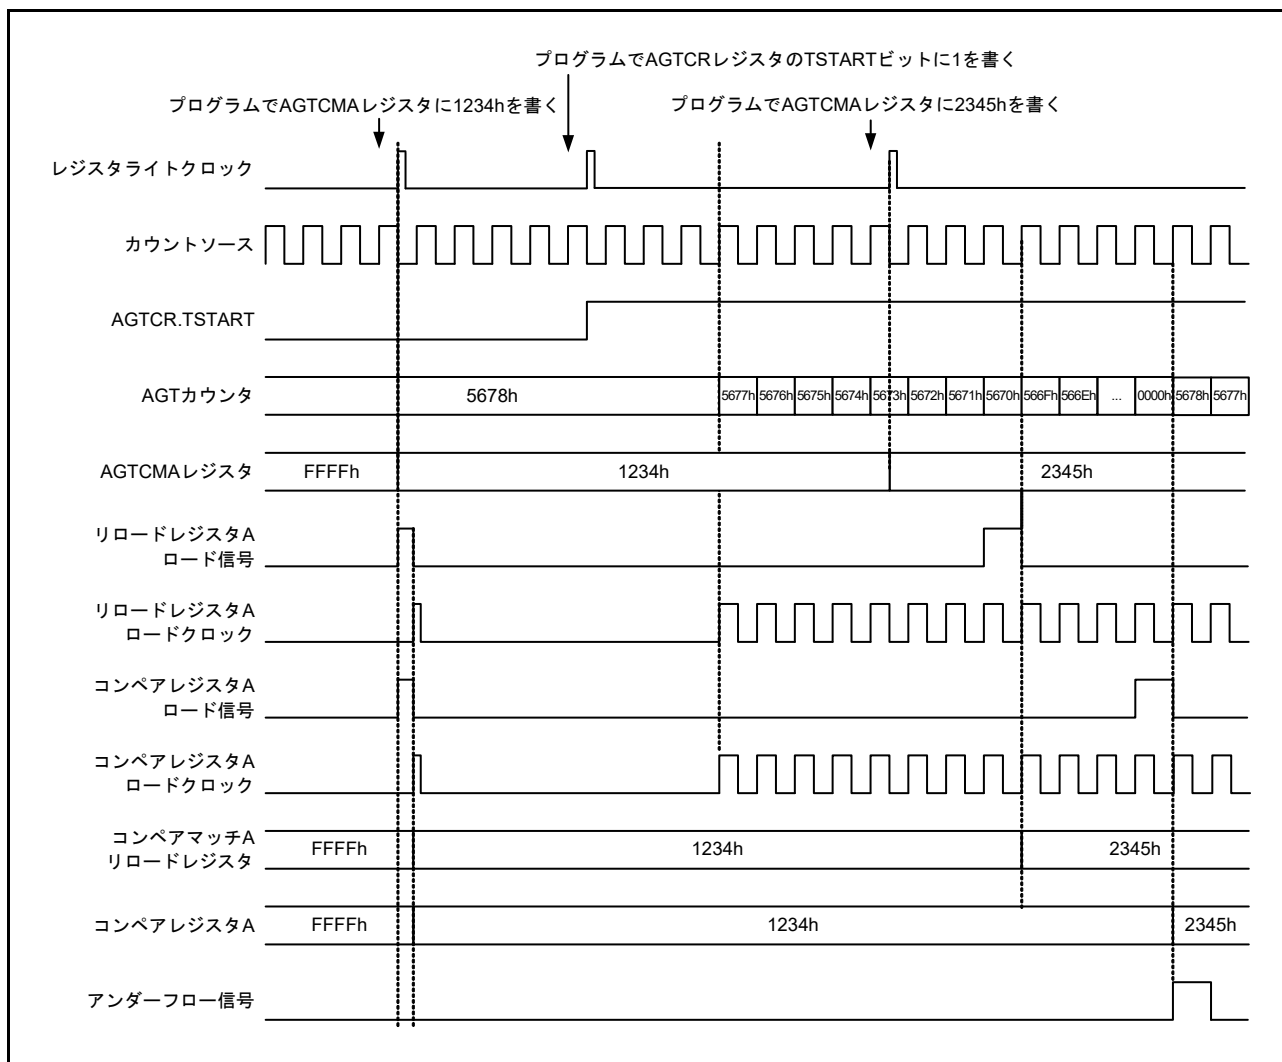 プログラムでAGTCRレジスタのTSTARTビットに1を書く
プログラムでAGTCMAレジスタに1234hを書く
プログラムでAGTCMAレジスタに2345hを書く
レジスタライトクロック
カウントソース
AGTCR.TSTART
AGTカウンタ
5678h
5677h 5676h 5675h 5674h 5673h 5672h 5671h 5670h 566Fh 566Eh ... 0000h 5678h 5677h
AGTCMAレジスタ
FFFFh
1234h
2345h
リロードレジスタA
ロード信号
リロードレジスタA
ロードクロック
コンペアレジスタA
ロード信号
コンペアレジスタA
ロードクロック
コンペアマッチA
リロードレジスタ
FFFFh
1234h
2345h
コンペアレジスタA
FFFFh
1234h
2345h
アンダーフロー信号